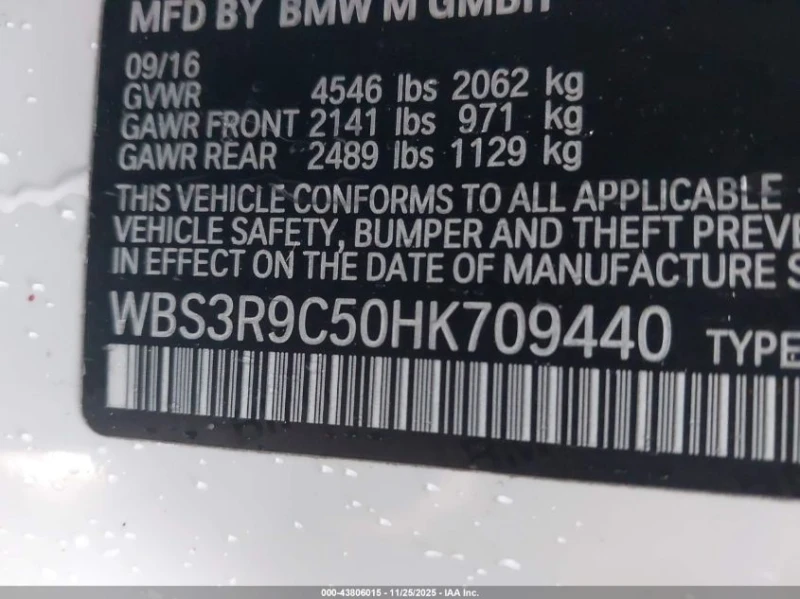 MFD BY BMW M GMBH
09/16
GVWR 4546 lbs 2062 kg
GAWR FRONT 2141 lbs 971 kg
GAWR REAR 2489 lbs 1129 kg
THIS VEHICLE CONFORMS TO ALL APPLICABLE
VEHICLE SAFETY, BUMPER AND THEFT PREVE
IN EFFECT ON THE DATE OF MANUFACTURE S
WBS3R9C50HK709440 TYPE
000-43806015 - 11/25/2025 - IAA Inc.